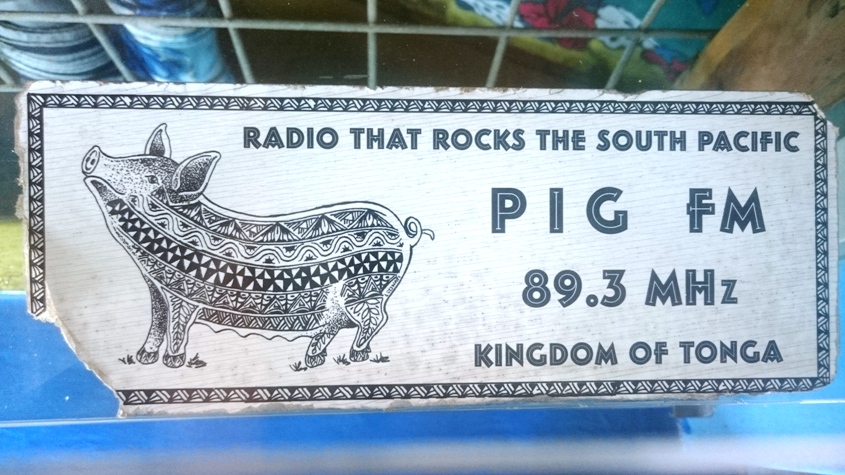 RADIO THAT ROCKS THE SOUTH PACIFIC
PIG FM
89.3 MHz
KINGDOM OF TONGA